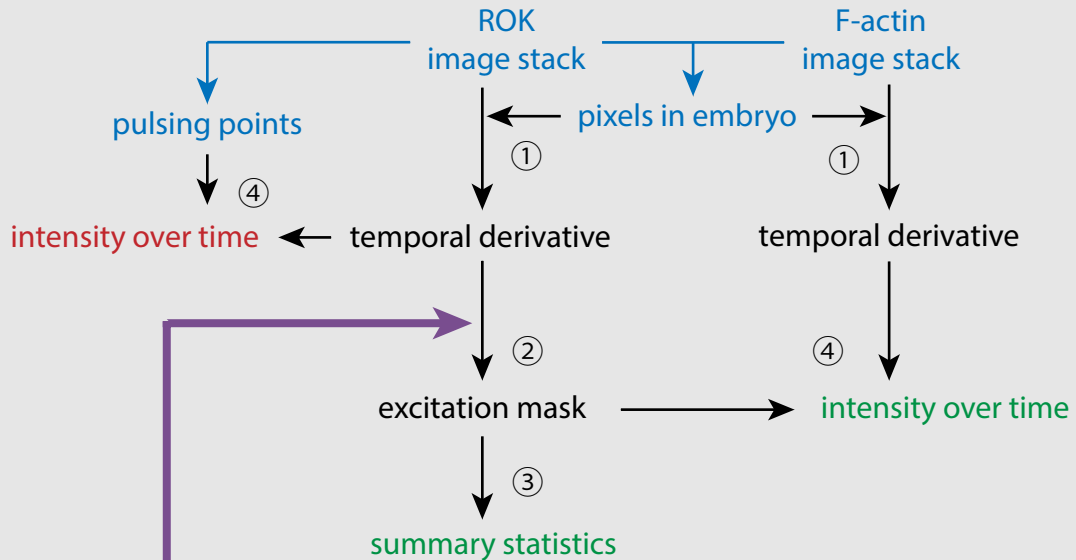 ROK
image stack
F-actin
image stack
pulsing points
pixels in embryo
①
①
④
intensity over time
temporal derivative
temporal derivative
②
④
excitation mask
intensity over time
③
summary statistics